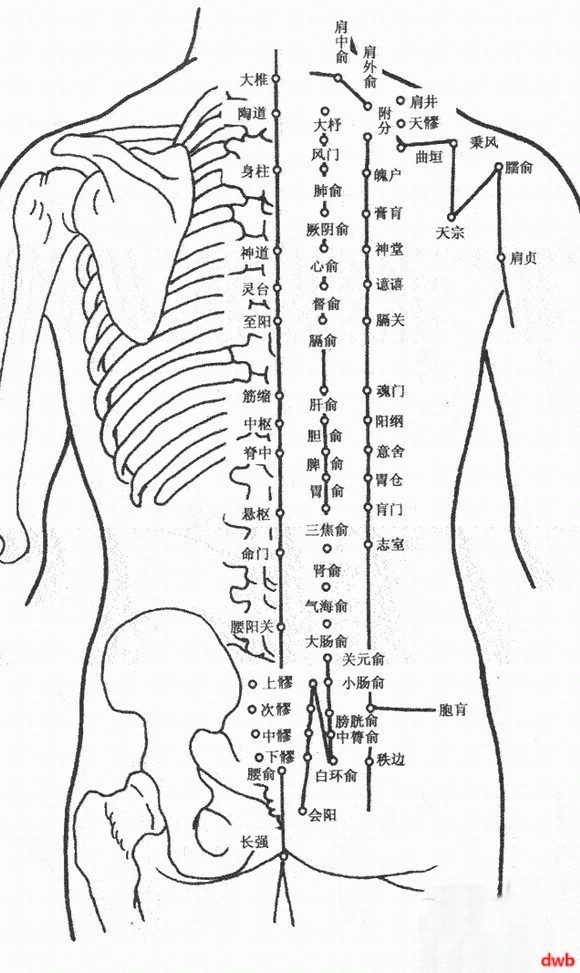 肩中俞
肩外俞
大椎
肩井
陶道
附分
天髎
大杼
风门
曲垣
秉风
臑俞
身柱
魄户
肺俞
膏肓
厥阴俞
天宗
神道
神堂
肩贞
心俞
灵台
譩譆
督俞
至阳
膈关
膈俞
筋缩
魂门
肝俞
中枢
阳纲
胆俞
脊中
意舍
脾俞
胃仓
胃俞
悬枢
肓门
三焦俞
命门
志室
肾俞
气海俞
腰阳关
大肠俞
关元俞
上髎
小肠俞
次髎
胞肓
膀胱俞
中髎
中膂俞
下髎
秩边
腰俞
白环俞
会阳
长强
dwb